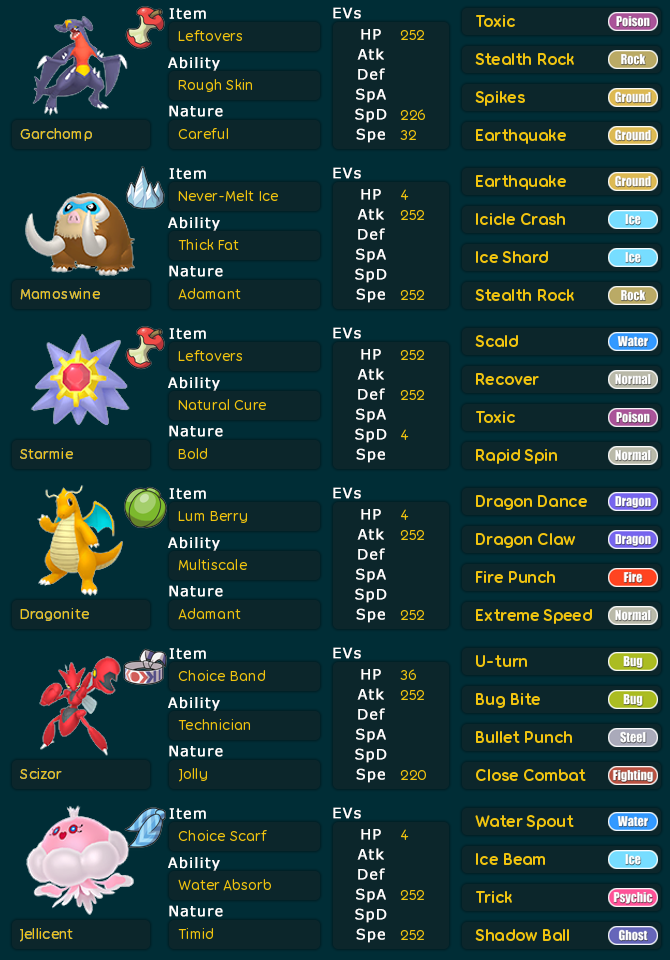 Item
Leftovers
Ability
Rough Skin
Nature
Careful
Garchomp
EVs
HP 252
Atk
Def
SpA
SpD 226
Spe 32
Toxic Poison
Stealth Rock Rock
Spikes Ground
Earthquake Ground
Item
Never-Melt Ice
Ability
Thick Fat
Nature
Adamant
Mamoswine
EVs
HP 4
Atk 252
Def
SpA
SpD
Spe 252
Earthquake Ground
Icicle Crash Ice
Ice Shard Ice
Stealth Rock Rock
Item
Leftovers
Ability
Natural Cure
Nature
Bold
Starmie
EVs
HP 252
Atk
Def 252
SpA
SpD 4
Spe
Scald Water
Recover Normal
Toxic Poison
Rapid Spin Normal
Item
Lum Berry
Ability
Multiscale
Nature
Adamant
Dragonite
EVs
HP 4
Atk 252
Def
SpA
SpD
Spe 252
Dragon Dance Dragon
Dragon Claw Dragon
Fire Punch Fire
Extreme Speed Normal
Item
Choice Band
Ability
Technician
Nature
Jolly
Scizor
EVs
HP 36
Atk 252
Def
SpA
SpD
Spe 220
U-turn Bug
Bug Bite Bug
Bullet Punch Steel
Close Combat Fighting
Item
Choice Scarf
Ability
Water Absorb
Nature
Timid
Jellicent
EVs
HP 4
Atk
Def
SpA 252
SpD
Spe 252
Water Spout Water
Ice Beam Ice
Trick Psychic
Shadow Ball Ghost